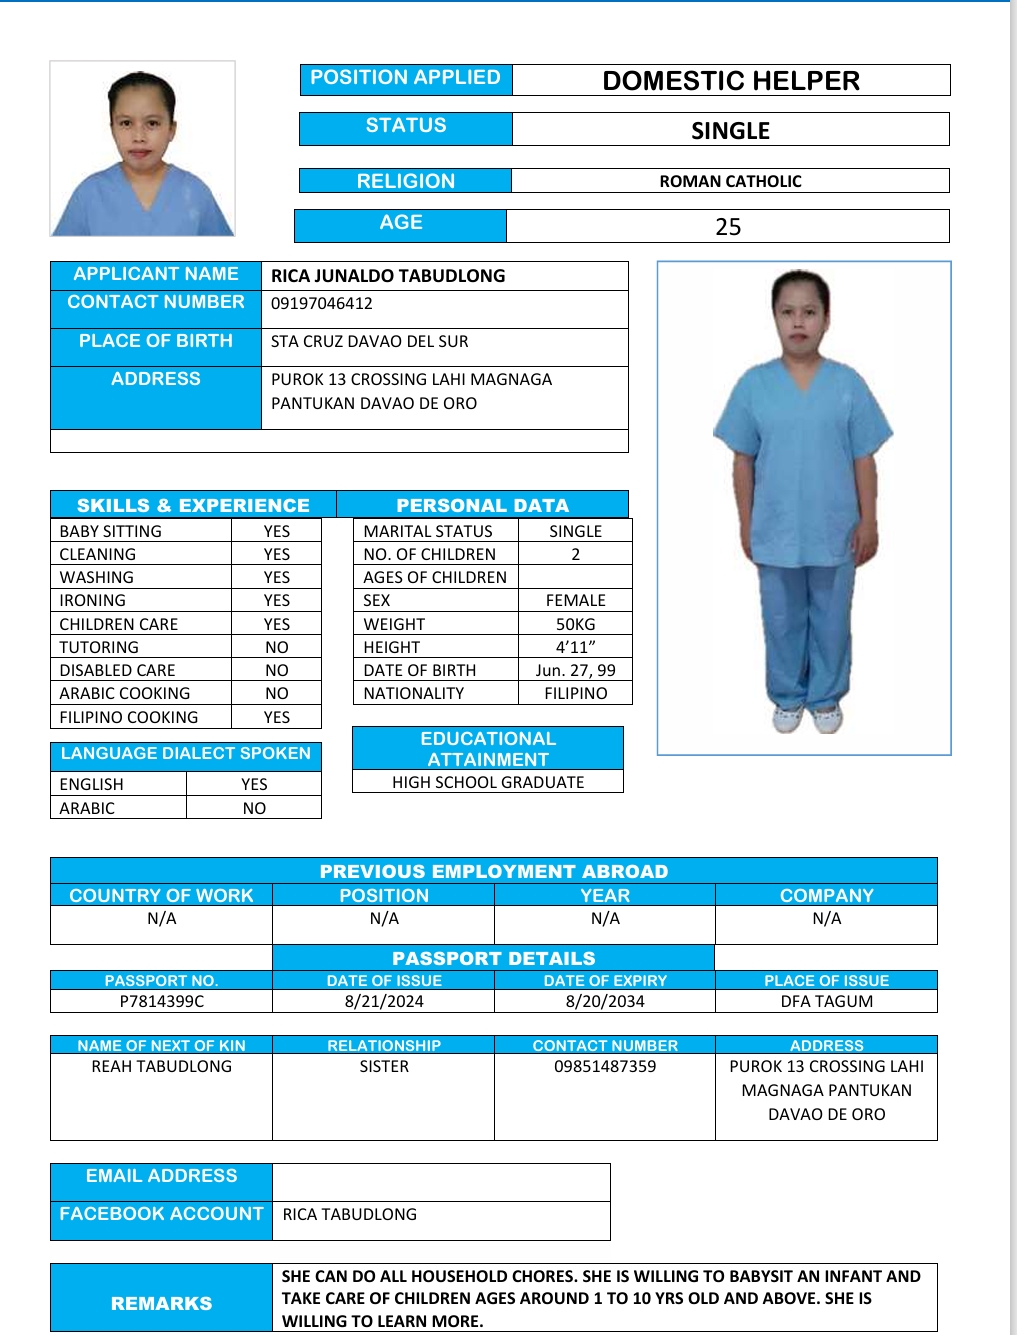 POSITION APPLIED DOMESTIC HELPER
STATUS SINGLE
RELIGION ROMAN CATHOLIC
AGE 25
APPLICANT NAME RICA JUNALDO TABUDLONG
CONTACT NUMBER 09197046412
PLACE OF BIRTH STA CRUZ DAVAO DEL SUR
ADDRESS PUROK 13 CROSSING LAHI MAGNAGA
PANTUKAN DAVAO DE ORO
SKILLS & EXPERIENCE
BABY SITTING YES
CLEANING YES
WASHING YES
IRONING YES
CHILDREN CARE YES
TUTORING NO
DISABLED CARE NO
ARABIC COOKING NO
FILIPINO COOKING YES
LANGUAGE DIALECT SPOKEN
ENGLISH YES
ARABIC NO
PERSONAL DATA
MARITAL STATUS SINGLE
NO. OF CHILDREN 2
AGES OF CHILDREN
SEX FEMALE
WEIGHT 50KG
HEIGHT 4’11”
DATE OF BIRTH Jun. 27, 99
NATIONALITY FILIPINO
EDUCATIONAL
ATTAINMENT
HIGH SCHOOL GRADUATE
PREVIOUS EMPLOYMENT ABROAD
COUNTRY OF WORK POSITION YEAR COMPANY
N/A N/A N/A N/A
PASSPORT DETAILS
PASSPORT NO. DATE OF ISSUE DATE OF EXPIRY PLACE OF ISSUE
P7814399C 8/21/2024 8/20/2034 DFA TAGUM
NAME OF NEXT OF KIN RELATIONSHIP CONTACT NUMBER ADDRESS
REAH TABUDLONG SISTER 09851487359 PUROK 13 CROSSING LAHI
MAGNAGA PANTUKAN
DAVAO DE ORO
EMAIL ADDRESS
FACEBOOK ACCOUNT RICA TABUDLONG
REMARKS
SHE CAN DO ALL HOUSEHOLD CHORES. SHE IS WILLING TO BABYSIT AN INFANT AND
TAKE CARE OF CHILDREN AGES AROUND 1 TO 10 YRS OLD AND ABOVE. SHE IS
WILLING TO LEARN MORE.